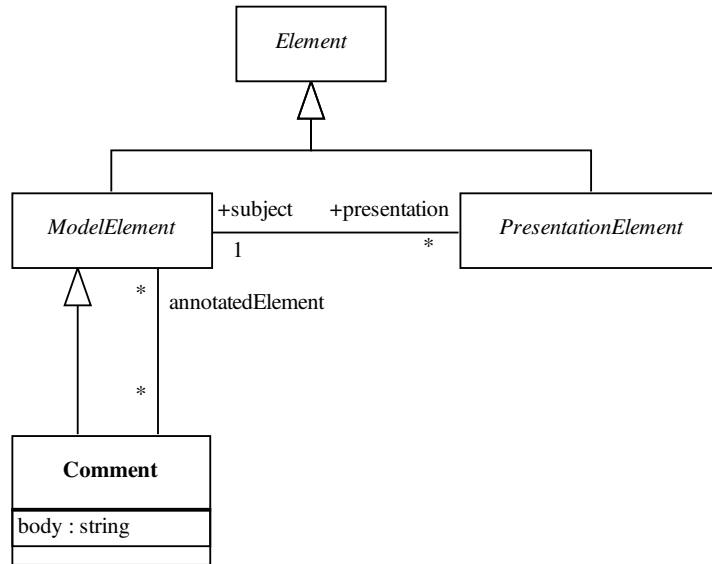 Element
ModelElement
+subject
+presentation
PresentationElement
1
*
*
annotatedElement
*
Comment
body : string